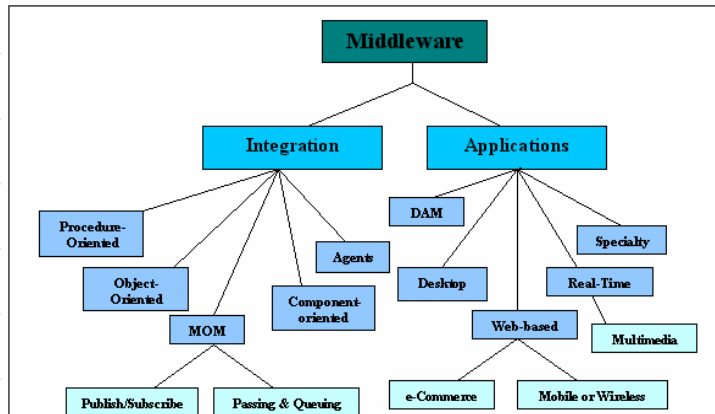 Middleware
Integration
Applications
DAM
Procedure-
Oriented
Specialty
Agents
Object-
Oriented
Desktop
Real-Time
Component-
oriented
MOM
Web-based
Multimedia
Publish/Subscribe
Passing & Queuing
e-Commerce
Mobile or Wireless